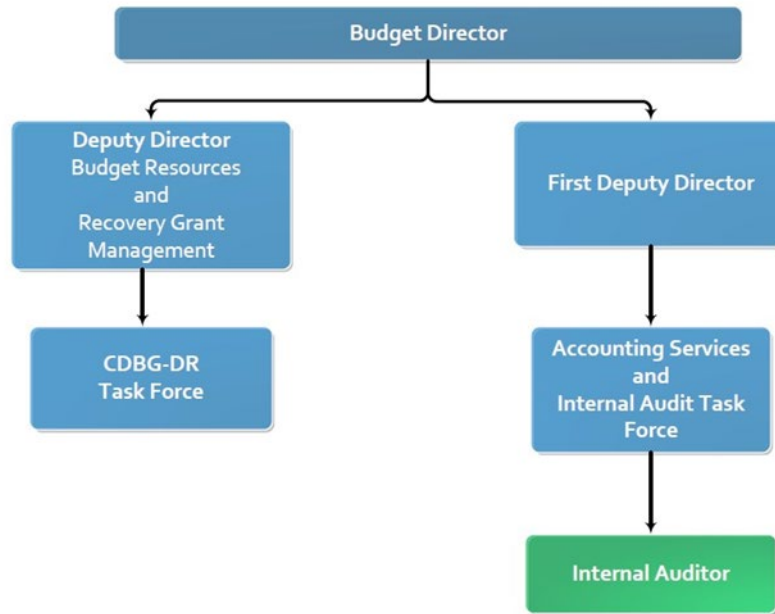 Budget Director
Deputy Director
Budget Resources
and
Recovery Grant
Management
First Deputy Director
CDBG-DR
Task Force
Accounting Services
and
Internal Audit Task
Force
Internal Auditor